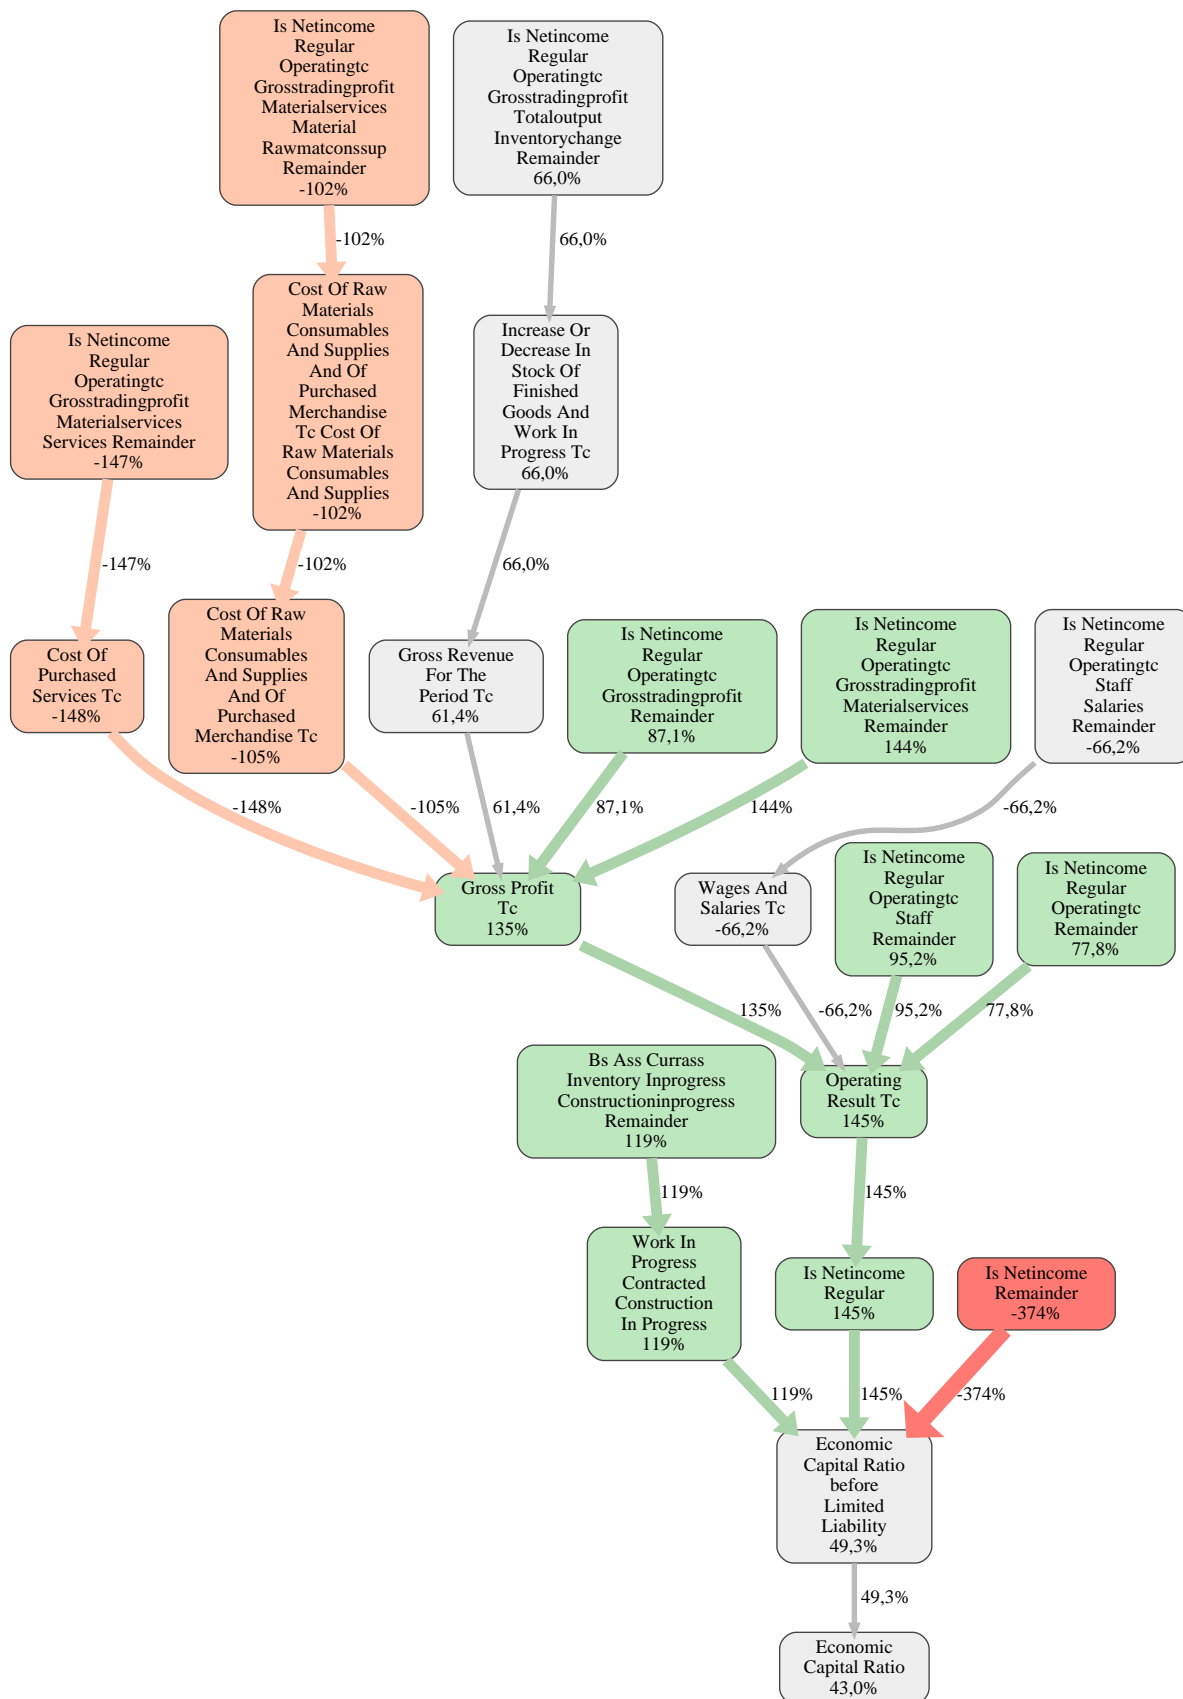 Is Netincome
Regular
Operatingtc
Grosstradingprofit
Materialservices
Material
Rawmatconssup
Remainder
-102%
Is Netincome
Regular
Operatingtc
Grosstradingprofit
Totaloutput
Inventorychange
Remainder
66,0%
-102%
66,0%
Cost Of Raw
Materials
Consumables
And Supplies
And Of
Purchased
Merchandise
Tc Cost Of
Raw Materials
Consumables
And Supplies
-102%
Increase Or
Decrease In
Stock Of
Finished
Goods And
Work In
Progress Tc
66,0%
Is Netincome
Regular
Operatingtc
Grosstradingprofit
Materialservices
Services Remainder
-147%
-147%
-102%
66,0%
Cost Of
Purchased
Services Tc
-148%
Cost Of Raw
Materials
Consumables
And Supplies
And Of
Purchased
Merchandise Tc
-105%
Gross Revenue
For The
Period Tc
61,4%
Is Netincome
Regular
Operatingtc
Grosstradingprofit
Remainder
87,1%
Is Netincome
Regular
Operatingtc
Grosstradingprofit
Materialservices
Remainder
144%
Is Netincome
Regular
Operatingtc
Staff
Salaries
Remainder
-66,2%
-148%
-105%
61,4%
87,1%
144%
-66,2%
Gross Profit
Tc
135%
Wages And
Salaries Tc
-66,2%
Is Netincome
Regular
Operatingtc
Staff
Remainder
95,2%
Is Netincome
Regular
Operatingtc
Remainder
77,8%
135%
-66,2%
95,2%
77,8%
Bs Ass Currass
Inventory Inprogress
Constructioninprogress
Remainder
119%
Operating
Result Tc
145%
119%
145%
Work In
Progress
Contracted
Construction
In Progress
119%
Is Netincome
Regular
145%
Is Netincome
Remainder
-374%
119%
145%
-374%
Economic
Capital Ratio
before
Limited
Liability
49,3%
49,3%
Economic
Capital Ratio
43,0%